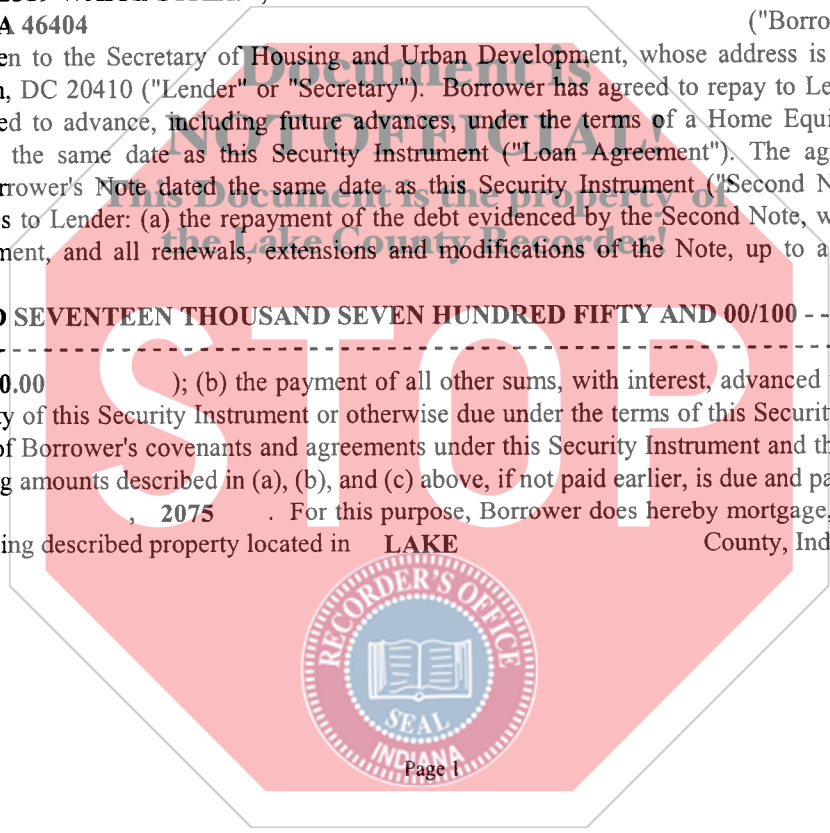 A 46404 ("Borro
en to the Secretary of Housing and Urban Development, whose address is
n, DC 20410 ("Lender" or "Secretary"). Borrower has agreed to repay to Le
ed to advance, including future advances, under the terms of a Home Equi
the same date as this Security Instrument ("Loan Agreement"). The ag
rrower's Note dated the same date as this Security Instrument ("Second N
s to Lender: (a) the repayment of the debt evidenced by the Second Note, w
ment, and all renewals, extensions and modifications of the Note, up to a
SEVENTEEN THOUSAND SEVEN HUNDRED FIFTY AND 00/100 - -
0.00 ); (b) the payment of all other sums, with interest, advanced
ty of this Security Instrument or otherwise due under the terms of this Securit
of Borrower's covenants and agreements under this Security Instrument and th
g amounts described in (a), (b), and (c) above, if not paid earlier, is due and pa
, 2075 . For this purpose, Borrower does hereby mortgage,
ing described property located in LAKE County, Ind
Document is
NOT OFFICIAL!
This Document is the property of
the Lake County Recorder!
STOP
RECORDER'S OFFICE
SEAL
INDIANA
Page 1